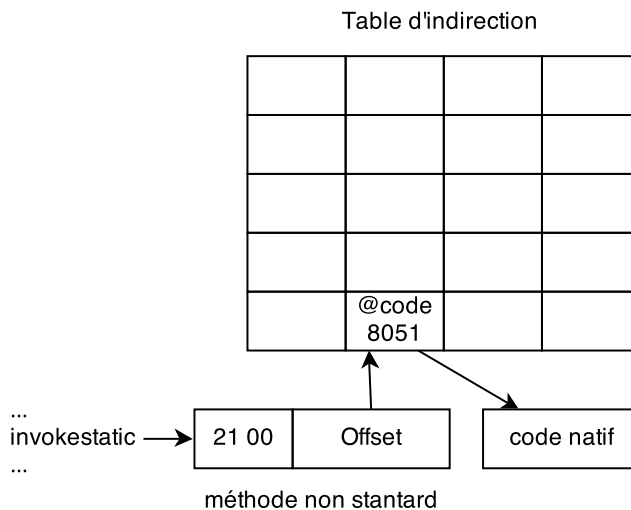 Table d'indirection
@code
8051
...
invokestatic
...
21 00
Offset
code natif
méthode non stantard